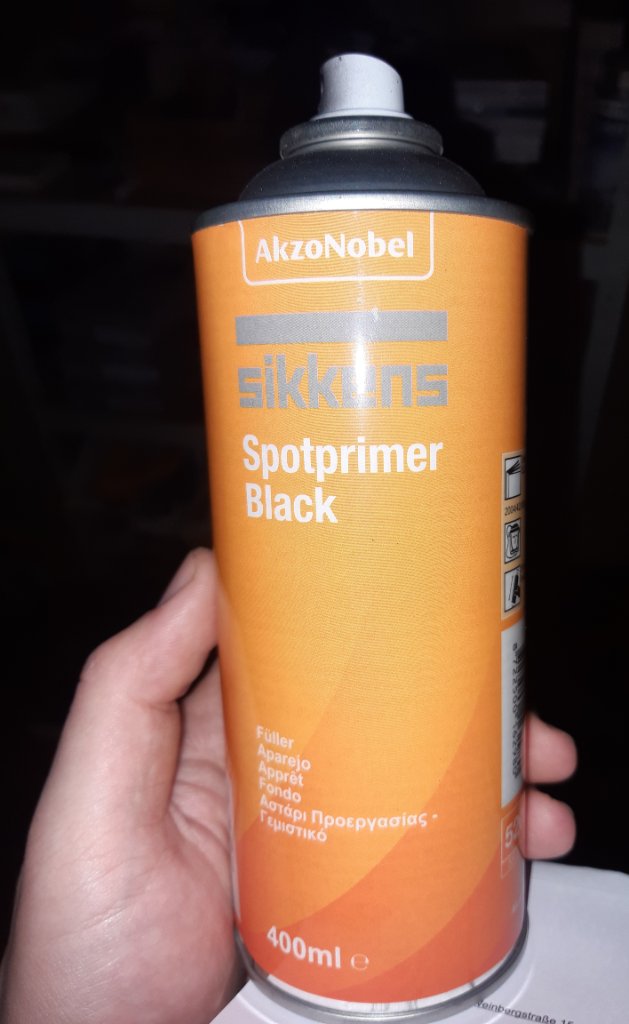 AkzoNobel
sikkens
Spotprimer
Black
Füller
Aparejo
Apprêt
Fondo
Αστάρι Προεργασίας -
Γεμιστικό
400ml ℮